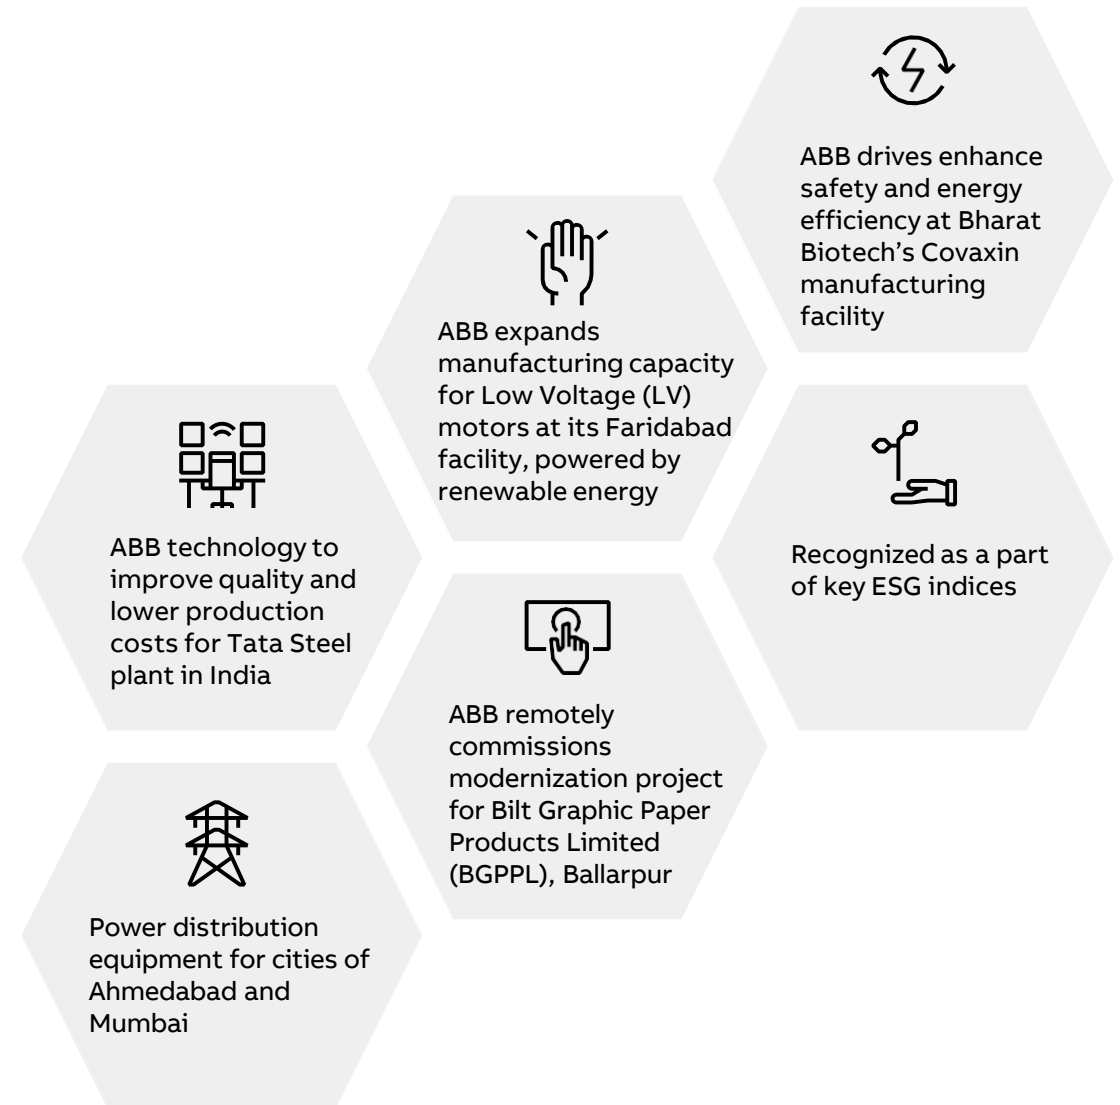 ABB drives enhance
safety and energy
efficiency at Bharat
Biotech's Covaxin
manufacturing
facility
ABB expands
manufacturing capacity
for Low Voltage (LV)
motors at its Faridabad
facility, powered by
renewable energy
ABB technology to
improve quality and
lower production
costs for Tata Steel
plant in India
Recognized as a part
of key ESG indices
ABB remotely
commissions
modernization project
for Bilt Graphic Paper
Products Limited
(BGPPL), Ballarpur
Power distribution
equipment for cities of
Ahmedabad and
Mumbai